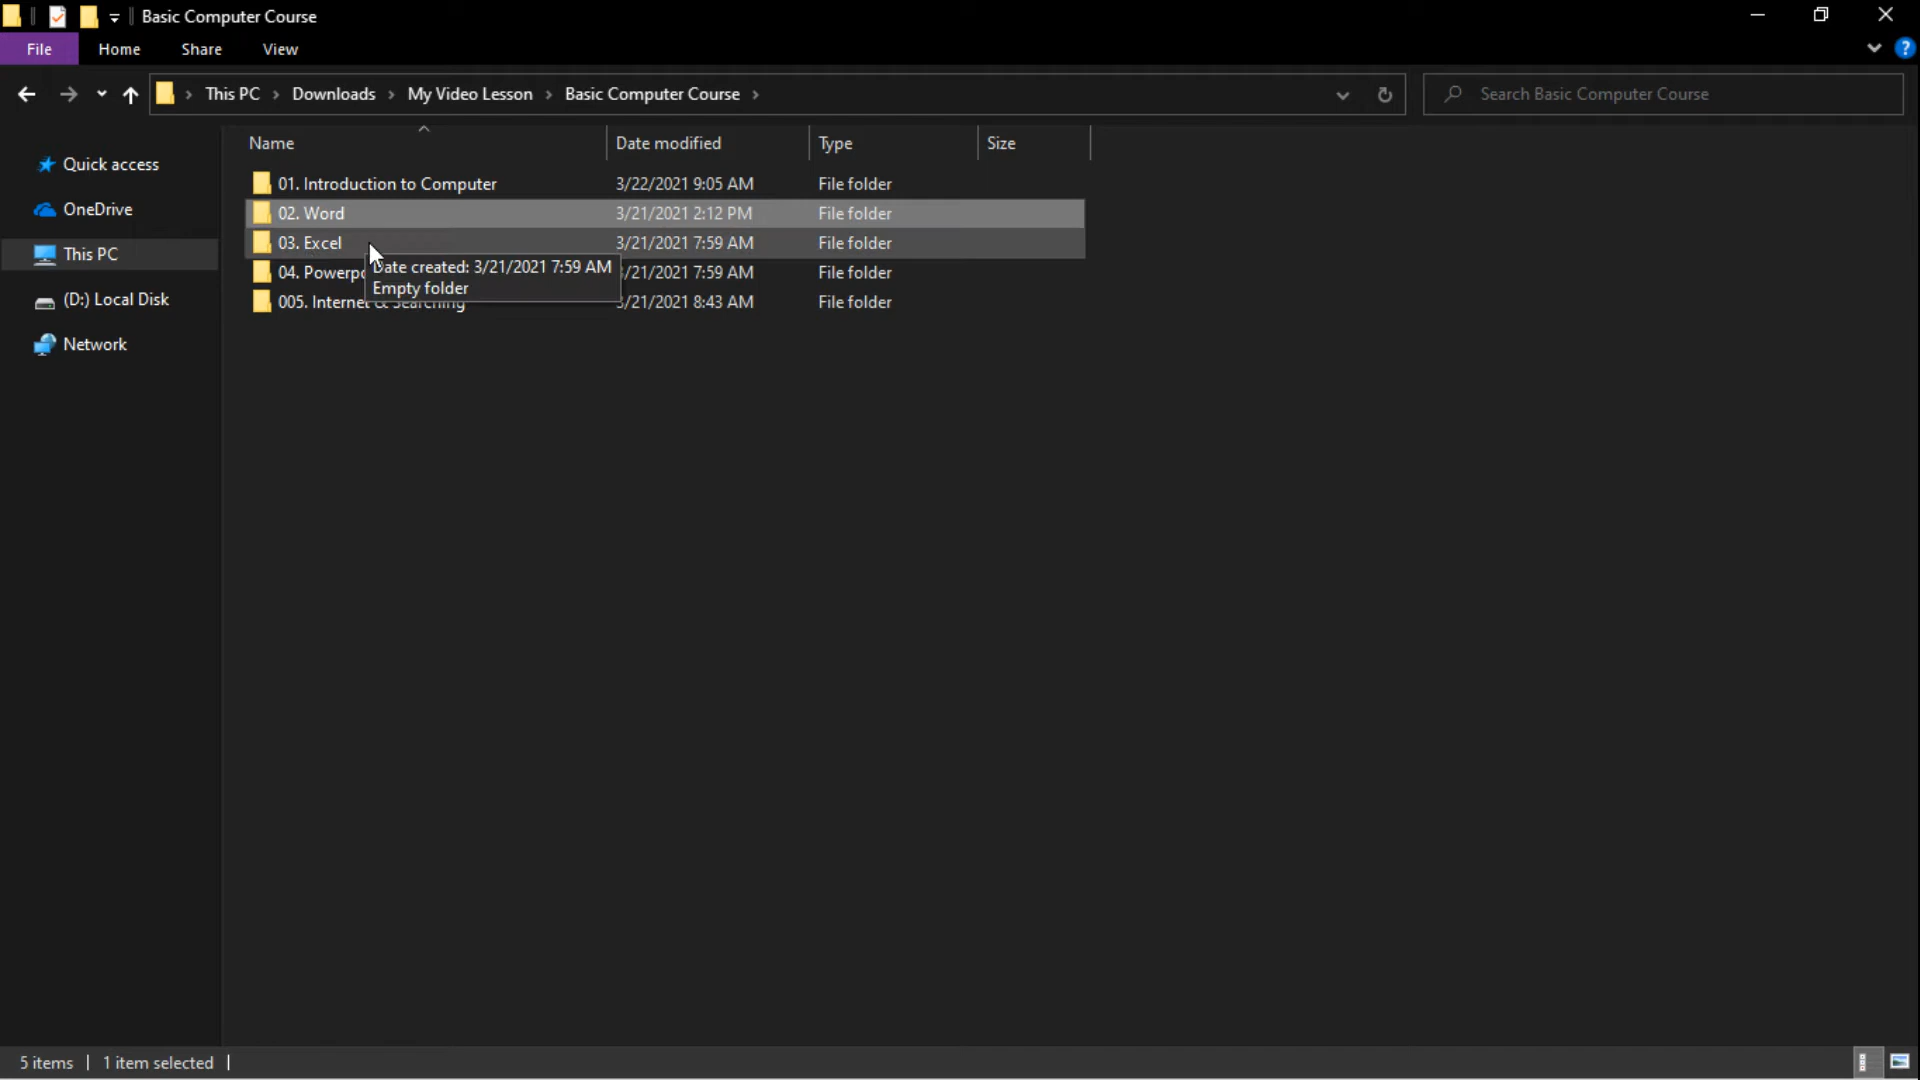 Basic Computer Course
File Home Share View
This PC Downloads My Video Lesson Basic Computer Course Search Basic Computer Course
Name Date modified Type Size
Quick access
OneDrive
This PC
(D:) Local Disk
Network
01. Introduction to Computer 3/22/2021 9:05 AM File folder
02. Word 3/21/2021 2:12 PM File folder
03. Excel 3/21/2021 7:59 AM File folder
04. /21/2021 7:59 AM File folder
005. Internet & Searching /21/2021 8:43 AM File folder
Date created: 3/21/2021 7:59 AM
Empty folder
5 items 1 item selected